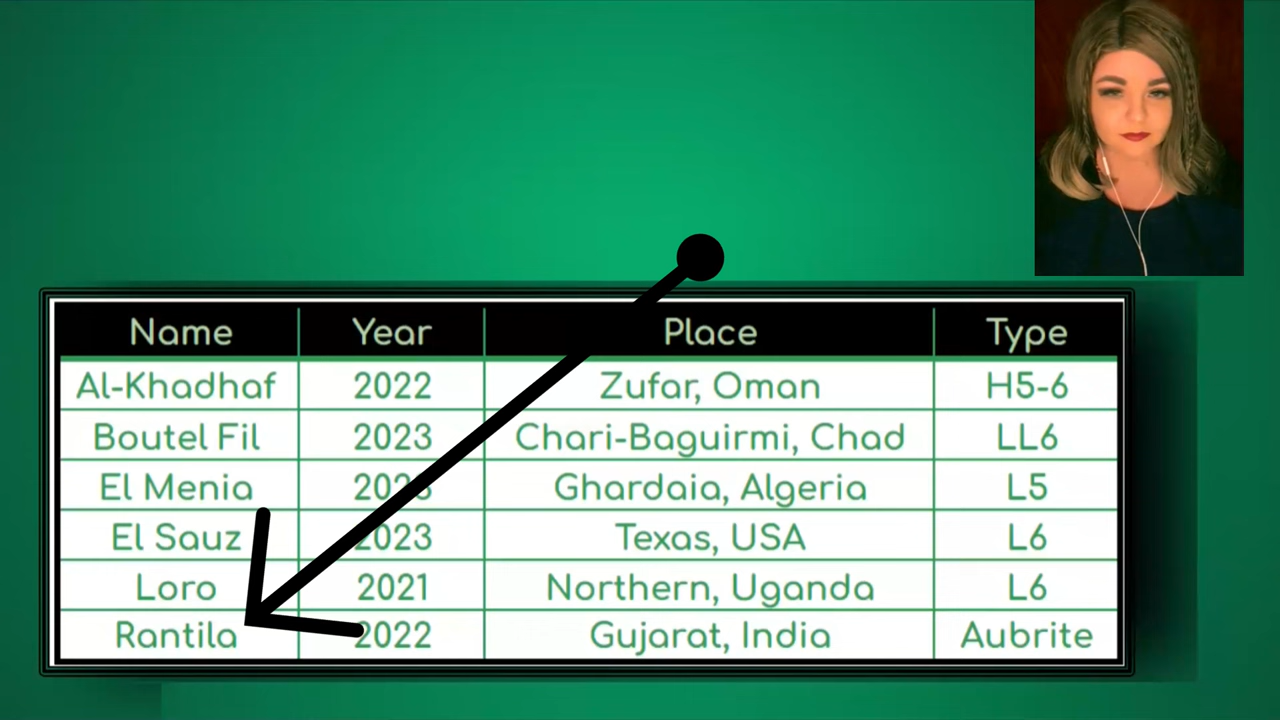 Name Year Place Type
Al-Khadhaf 2022 Zufar, Oman H5-6
Boutel Fil 2023 Chari-Baguirmi, Chad LL6
El Menia 2023 Ghardaia, Algeria L5
El Sauz 2023 Texas, USA L6
Loro 2021 Northern, Uganda L6
Rantila 2022 Gujarat, India Aubrite